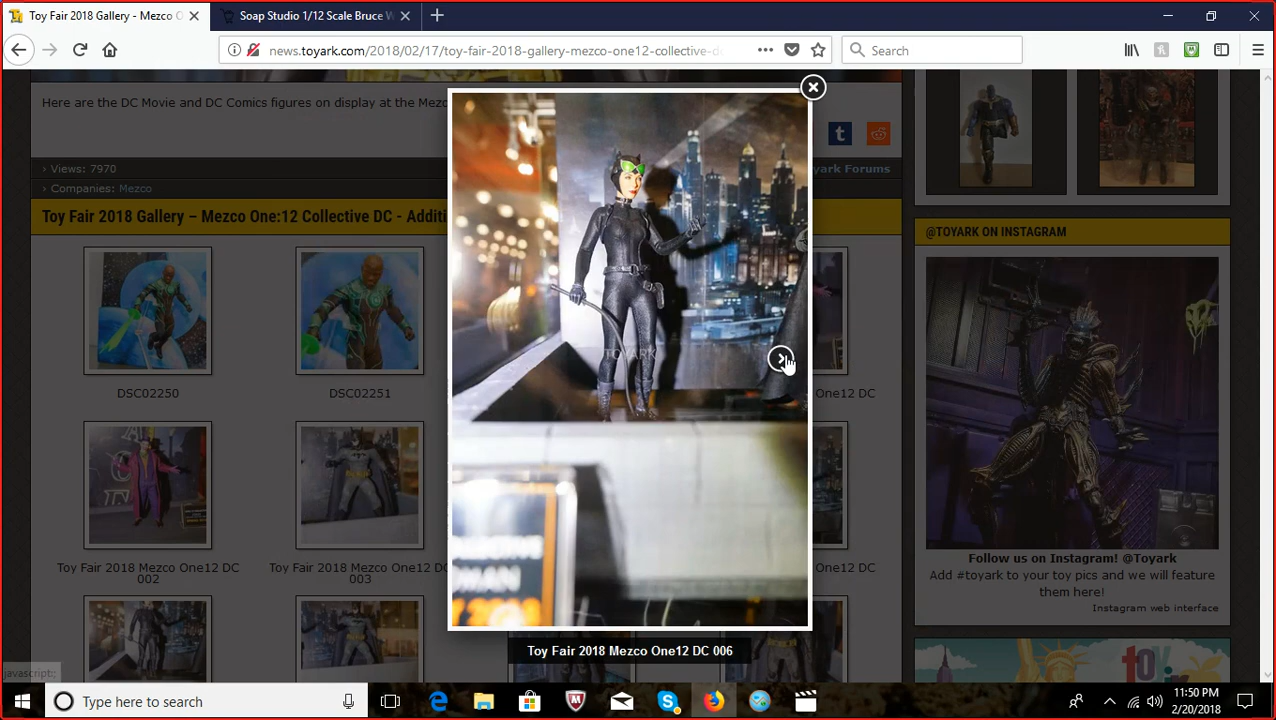 Toy Fair 2018 Gallery - Mezco O
Soap Studio 1/12 Scale Bruce W
news.toyark.com/2018/02/17/toy-fair-2018-gallery-mezco-one12-collective-dc
Search
Here are the DC Movie and DC Comics figures on display at the Mezc
› Views: 7970
yark Forums
› Companies: Mezco
Toy Fair 2018 Gallery – Mezco One:12 Collective DC - Additi
@TOYARK ON INSTAGRAM
TOYARK
DSC02250
DSC02251
One12 DC
Toy Fair 2018 Mezco One12 DC
002
Toy Fair 2018 Mezco One12 DC
003
One12 DC
Follow us on Instagram! @Toyark
Add #toyark to your toy pics and we will feature
them here!
Instagram web interface
OMAN
Toy Fair 2018 Mezco One12 DC 006
javascript:;
toy
Type here to search
11:50 PM
2/20/2018